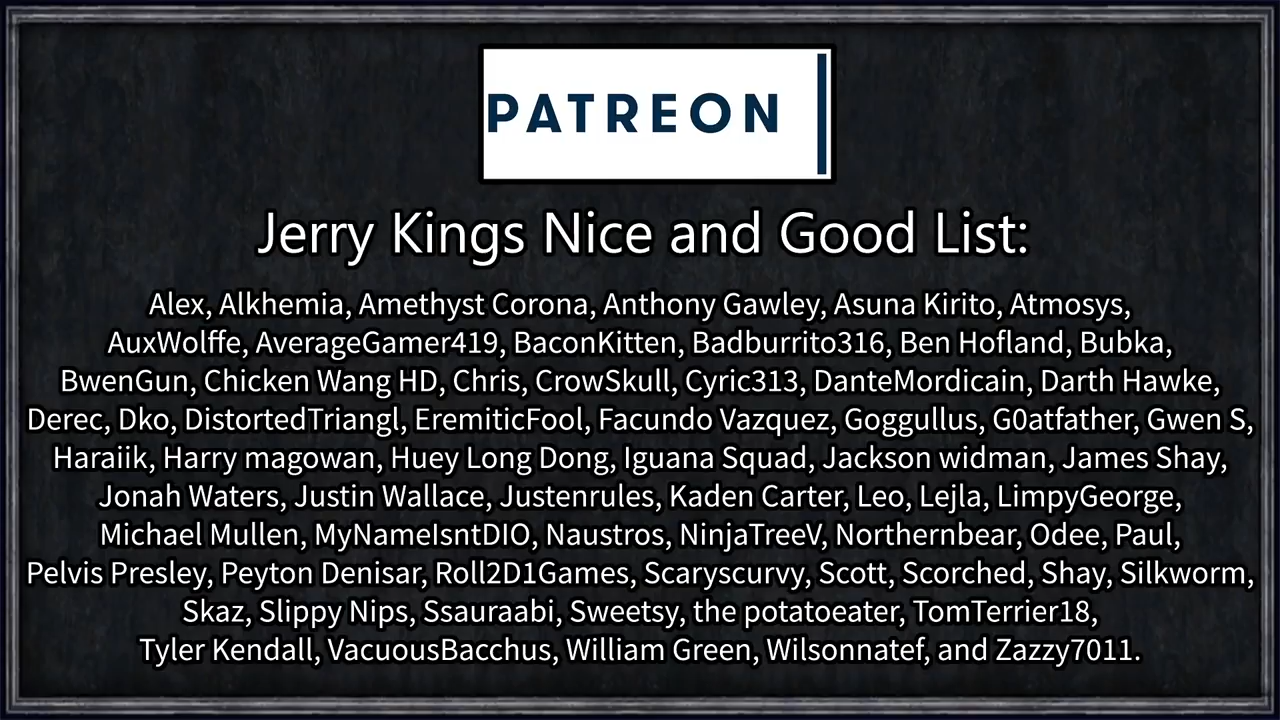 PATREON
Jerry Kings Nice and Good List:
Alex, Alkhemia, Amethyst Corona, Anthony Gawley, Asuna Kirito, Atmosys,
AuxWolffe, AverageGamer419, BaconKitten, Badburrito316, Ben Hofland, Bubka,
BwenGun, Chicken Wang HD, Chris, CrowSkull, Cyric313, DanteMordicain, Darth Hawke,
Derec, Dko, DistortedTriangl, EremiticFool, Facundo Vazquez, Goggullus, G0atfather, Gwen S,
Haraiik, Harry magowan, Huey Long Dong, Iguana Squad, Jackson widman, James Shay,
Jonah Waters, Justin Wallace, Justenrules, Kaden Carter, Leo, Lejla, LimpyGeorge,
Michael Mullen, MyNameIsntDIO, Naustros, NinjaTreeV, Northernbear, Odee, Paul,
Pelvis Presley, Peyton Denisar, Roll2D1Games, Scaryscurvy, Scott, Scorched, Shay, Silkworm,
Skaz, Slippy Nips, Ssauraabi, Sweetsy, the potatoeater, TomTerrier18,
Tyler Kendall, VacuousBacchus, William Green, Wilsonnatef, and Zazzy7011.